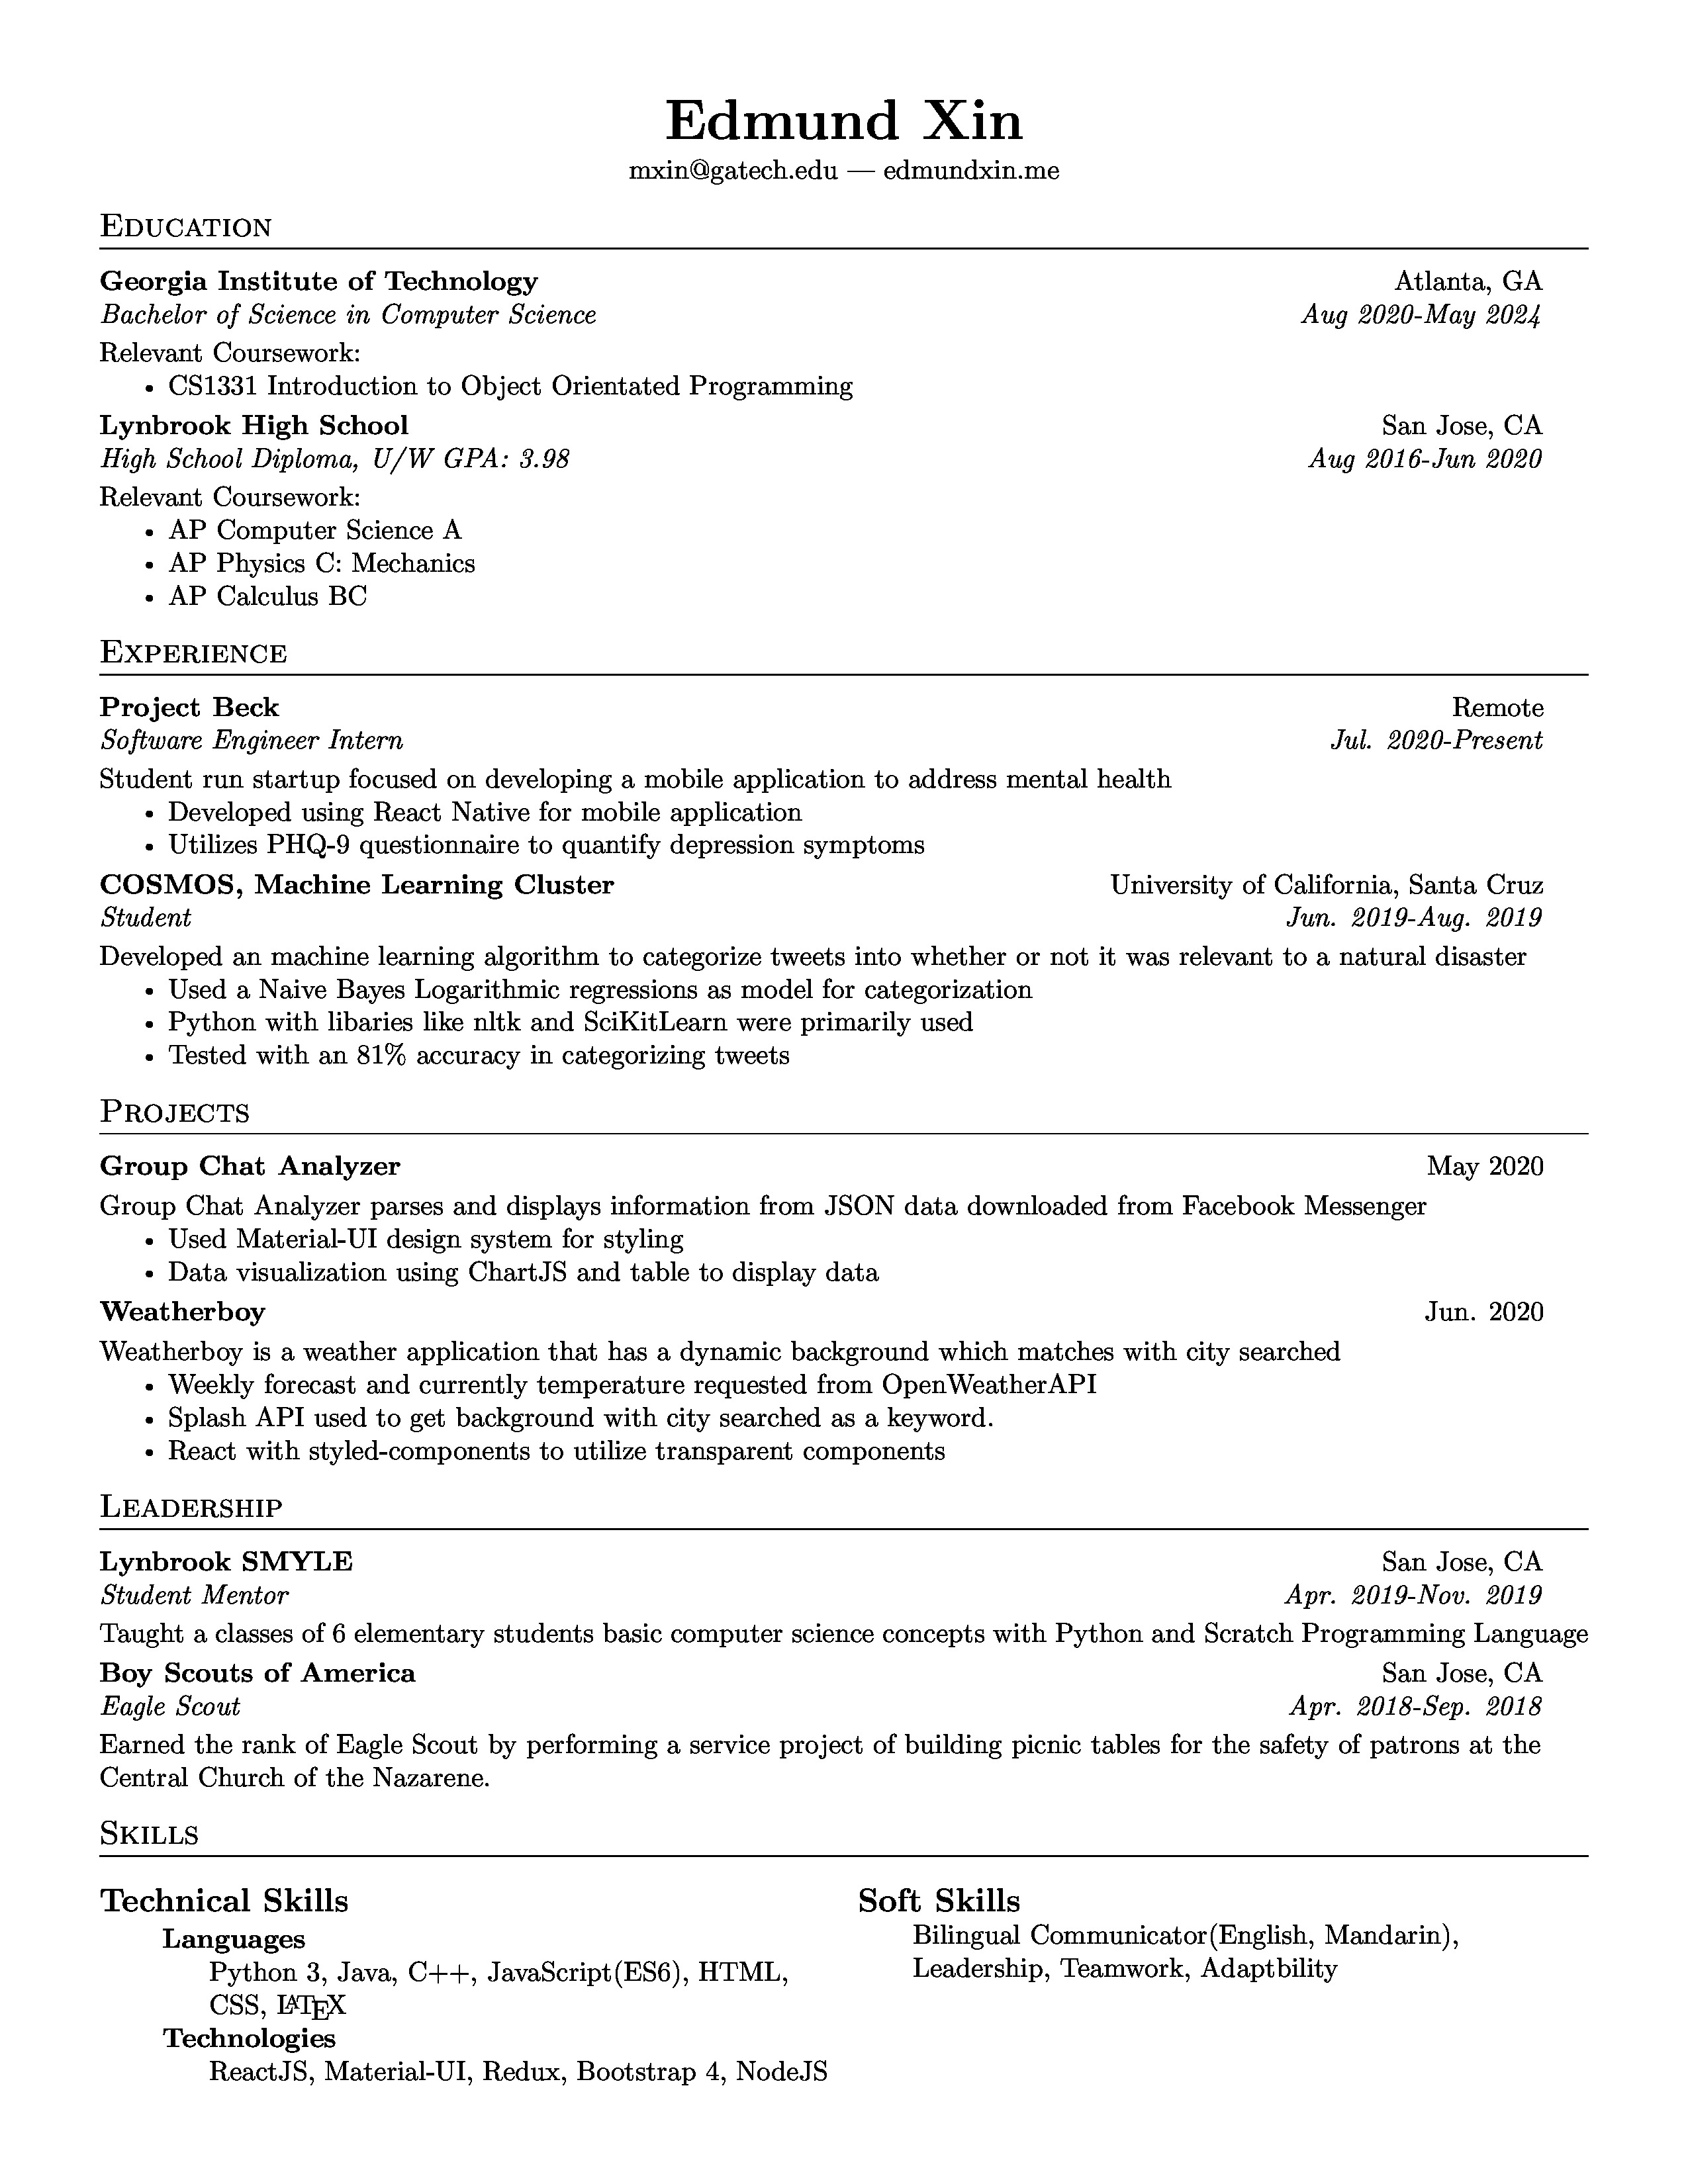 Edmund Xin
mxin@gatech.edu — edmundxin.me
Education
Georgia Institute of Technology Atlanta, GA
Bachelor of Science in Computer Science Aug 2020-May 2024
Relevant Coursework:
• CS1331 Introduction to Object Orientated Programming
Lynbrook High School San Jose, CA
High School Diploma, U/W GPA: 3.98 Aug 2016-Jun 2020
Relevant Coursework:
• AP Computer Science A
• AP Physics C: Mechanics
• AP Calculus BC
Experience
Project Beck Remote
Software Engineer Intern Jul. 2020-Present
Student run startup focused on developing a mobile application to address mental health
• Developed using React Native for mobile application
• Utilizes PHQ-9 questionnaire to quantify depression symptoms
COSMOS, Machine Learning Cluster University of California, Santa Cruz
Student Jun. 2019-Aug. 2019
Developed an machine learning algorithm to categorize tweets into whether or not it was relevant to a natural disaster
• Used a Naive Bayes Logarithmic regressions as model for categorization
• Python with libaries like nltk and SciKitLearn were primarily used
• Tested with an 81% accuracy in categorizing tweets
Projects
Group Chat Analyzer May 2020
Group Chat Analyzer parses and displays information from JSON data downloaded from Facebook Messenger
• Used Material-UI design system for styling
• Data visualization using ChartJS and table to display data
Weatherboy Jun. 2020
Weatherboy is a weather application that has a dynamic background which matches with city searched
• Weekly forecast and currently temperature requested from OpenWeatherAPI
• Splash API used to get background with city searched as a keyword.
• React with styled-components to utilize transparent components
Leadership
Lynbrook SMYLE San Jose, CA
Student Mentor Apr. 2019-Nov. 2019
Taught a classes of 6 elementary students basic computer science concepts with Python and Scratch Programming Language
Boy Scouts of America San Jose, CA
Eagle Scout Apr. 2018-Sep. 2018
Earned the rank of Eagle Scout by performing a service project of building picnic tables for the safety of patrons at the
Central Church of the Nazarene.
Skills
Technical Skills
Languages
Python 3, Java, C++, JavaScript(ES6), HTML,
CSS, LATEX
Technologies
ReactJS, Material-UI, Redux, Bootstrap 4, NodeJS
Soft Skills
Bilingual Communicator(English, Mandarin),
Leadership, Teamwork, Adaptbility